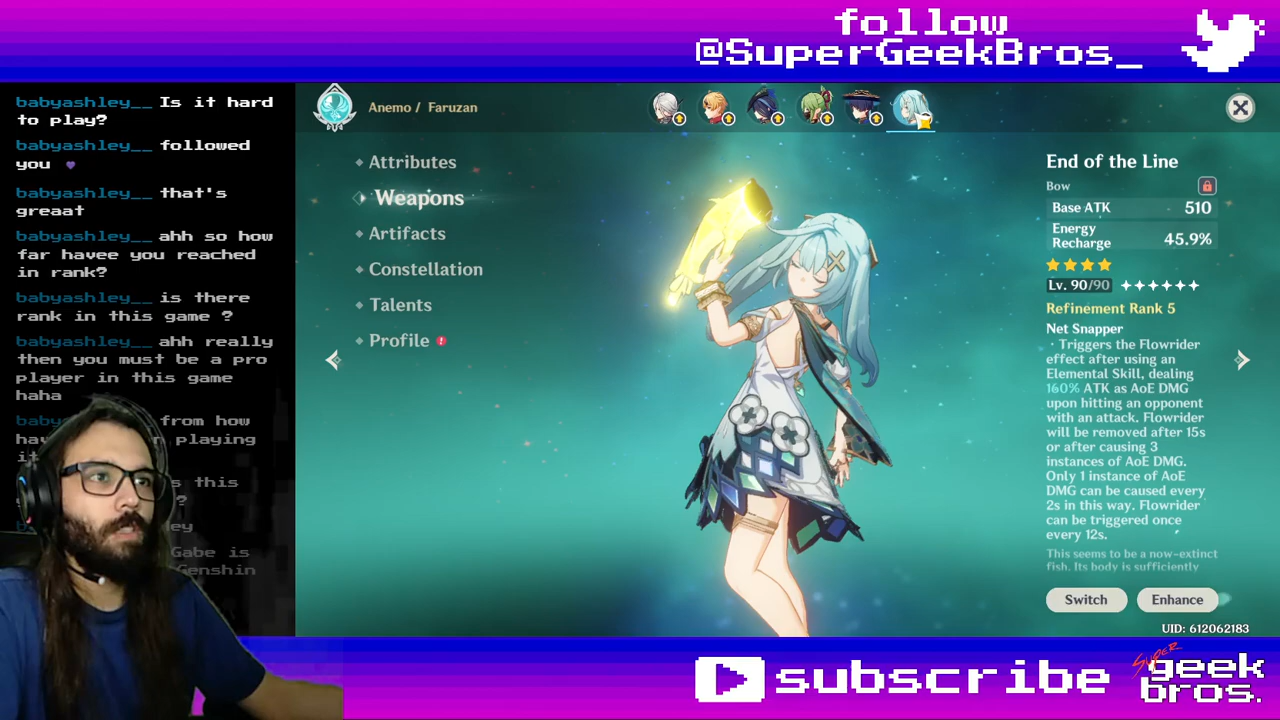 follow
@SuperGeekBros_
babyashley__ Is it hard
to play?
babyashley__ followed
you
babyashley__ that's
greaat
babyashley__ ahh so how
far havee you reached
in rank?
babyashley__ is there
rank in this game ?
babyashley__ ahh really
then you must be a pro
player in this game
haha
from how
playing
this
?
ey
Gabe is
Genshin
Anemo / Faruzan
Attributes
Weapons
Artifacts
Constellation
Talents
Profile
End of the Line
Bow
Base ATK 510
Energy
Recharge 45.9%
Lv. 90/90
Refinement Rank 5
Net Snapper
· Triggers the Flowrider
effect after using an
Elemental Skill, dealing
160% ATK as AoE DMG
upon hitting an opponent
with an attack. Flowrider
will be removed after 15s
or after causing 3
instances of AoE DMG.
Only 1 instance of AoE
DMG can be caused every
2s in this way. Flowrider
can be triggered once
every 12s.
This seems to be a now-extinct
fish. Its body is sufficiently
Switch Enhance
UID: 612062183
subscribe
SUPER
geek
bros.